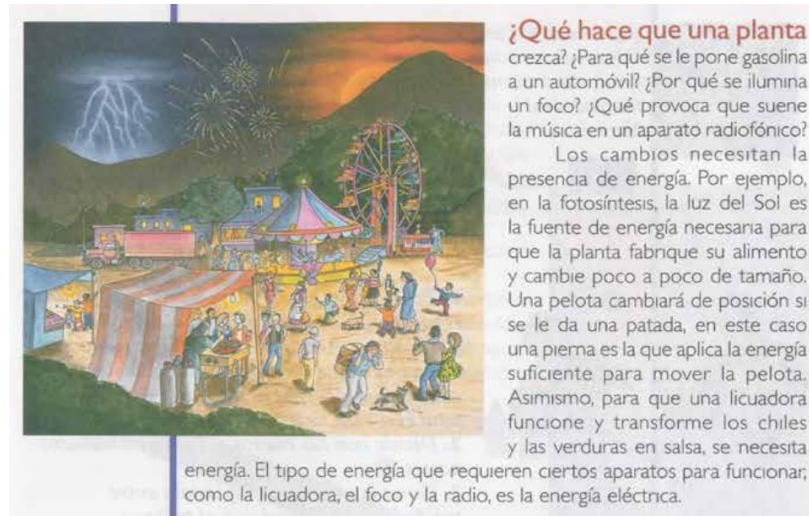 ¿Qué hace que una planta
crezca? ¿Para qué se le pone gasolina
a un automóvil? ¿Por qué se ilumina
un foco? ¿Qué provoca que suene
la música en un aparato radiofónico?
Los cambios necesitan la
presencia de energía. Por ejemplo,
en la fotosíntesis, la luz del Sol es
la fuente de energía necesaria para
que la planta fabrique su alimento
y cambie poco a poco de tamaño.
Una pelota cambiará de posición si
se le da una patada, en este caso
una pierna es la que aplica la energía
suficiente para mover la pelota.
Asimismo, para que una licuadora
funcione y transforme los chiles
y las verduras en salsa, se necesita
energía. El tipo de energía que requieren ciertos aparatos para funcionar,
como la licuadora, el foco y la radio, es la energía eléctrica.